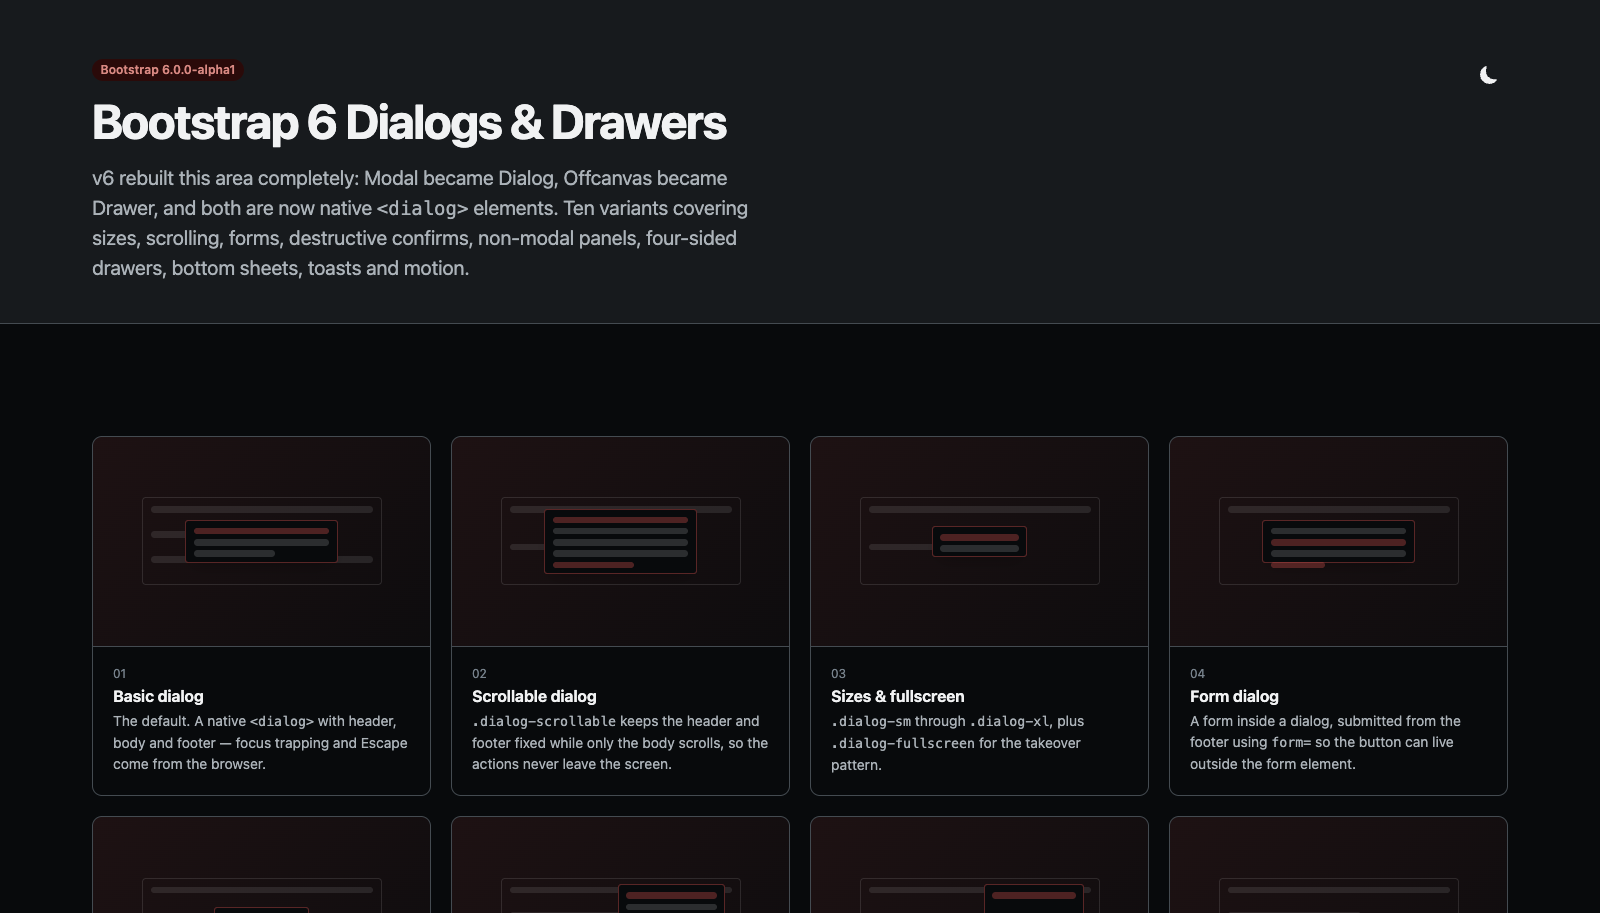 Bootstrap 6.0.0-alpha1
Bootstrap 6 Dialogs & Drawers
v6 rebuilt this area completely: Modal became Dialog, Offcanvas became
Drawer, and both are now native <dialog> elements. Ten variants covering
sizes, scrolling, forms, destructive confirms, non-modal panels, four-sided
drawers, bottom sheets, toasts and motion.
01
Basic dialog
The default. A native <dialog> with header,
body and footer — focus trapping and Escape
come from the browser.
02
Scrollable dialog
.dialog-scrollable keeps the header and
footer fixed while only the body scrolls, so the
actions never leave the screen.
03
Sizes & fullscreen
.dialog-sm through .dialog-xl, plus
.dialog-fullscreen for the takeover
pattern.
04
Form dialog
A form inside a dialog, submitted from the
footer using form= so the button can live
outside the form element.